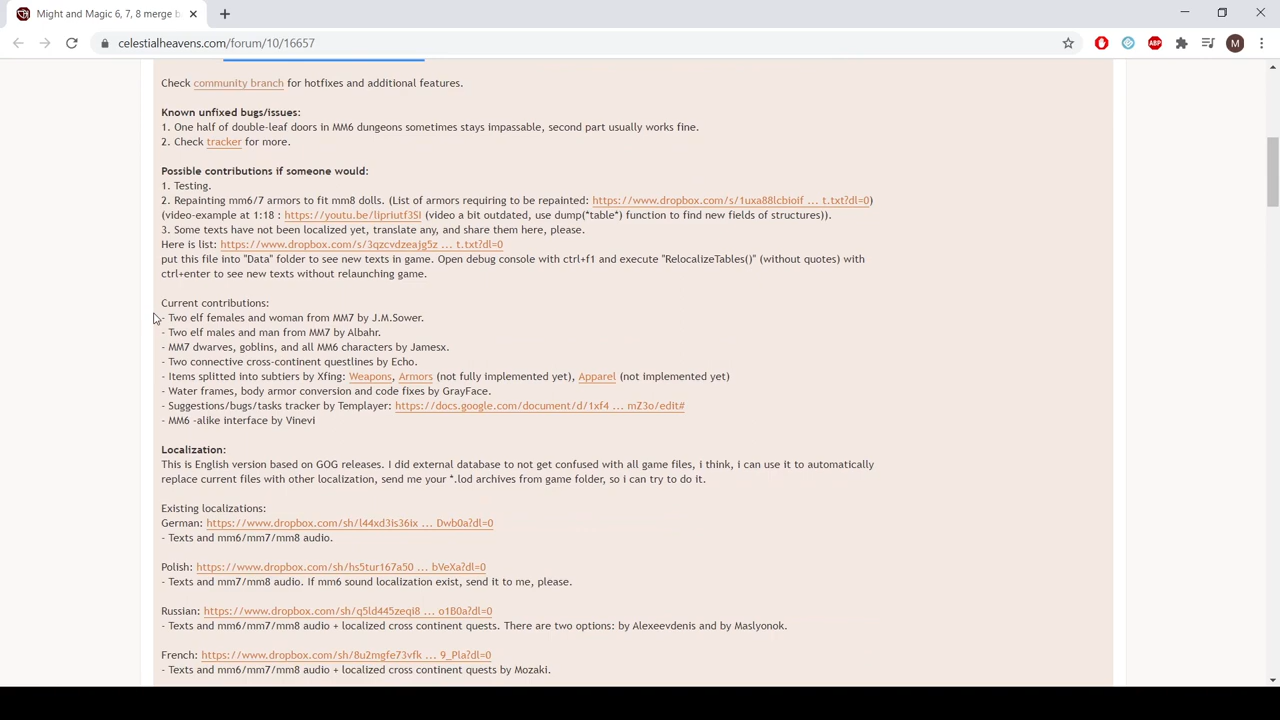 Might and Magic 6, 7, 8 merge b
celestialheavens.com/forum/10/16657
ABP
M
Check community branch for hotfixes and additional features.
Known unfixed bugs/issues:
1. One half of double-leaf doors in MM6 dungeons sometimes stays impassable, second part usually works fine.
2. Check tracker for more.
Possible contributions if someone would:
1. Testing.
2. Repainting mm6/7 armors to fit mm8 dolls. (List of armors requiring to be repainted: https://www.dropbox.com/s/1uxa88lcbioif ... t.txt?dl=0)
(video-example at 1:18 : https://youtu.be/lipriutf3SI (video a bit outdated, use dump(*table*) function to find new fields of structures)).
3. Some texts have not been localized yet, translate any, and share them here, please.
Here is list: https://www.dropbox.com/s/3qzcvdzeajg5z ... t.txt?dl=0
put this file into "Data" folder to see new texts in game. Open debug console with ctrl+f1 and execute "RelocalizeTables()" (without quotes) with
ctrl+enter to see new texts without relaunching game.
Current contributions:
- Two elf females and woman from MM7 by J.M.Sower.
- Two elf males and man from MM7 by Albahr.
- MM7 dwarves, goblins, and all MM6 characters by Jamesx.
- Two connective cross-continent questlines by Echo.
- Items splitted into subtiers by Xfing: Weapons, Armors (not fully implemented yet), Apparel (not implemented yet)
- Water frames, body armor conversion and code fixes by GrayFace.
- Suggestions/bugs/tasks tracker by Templayer: https://docs.google.com/document/d/1xf4 ... mZ3o/edit#
- MM6 -alike interface by Vinevi
Localization:
This is English version based on GOG releases. I did external database to not get confused with all game files, i think, i can use it to automatically
replace current files with other localization, send me your *.lod archives from game folder, so i can try to do it.
Existing localizations:
German: https://www.dropbox.com/sh/l44xd3is36ix ... Dwb0a?dl=0
- Texts and mm6/mm7/mm8 audio.
Polish: https://www.dropbox.com/sh/hs5tur167a50 ... bVeXa?dl=0
- Texts and mm7/mm8 audio. If mm6 sound localization exist, send it to me, please.
Russian: https://www.dropbox.com/sh/q5ld445zeqi8 ... o1B0a?dl=0
- Texts and mm6/mm7/mm8 audio + localized cross continent quests. There are two options: by Alexeevdenis and by Maslyonok.
French: https://www.dropbox.com/sh/8u2mgfe73vfk ... 9_Pla?dl=0
- Texts and mm6/mm7/mm8 audio + localized cross continent quests by Mozaki.